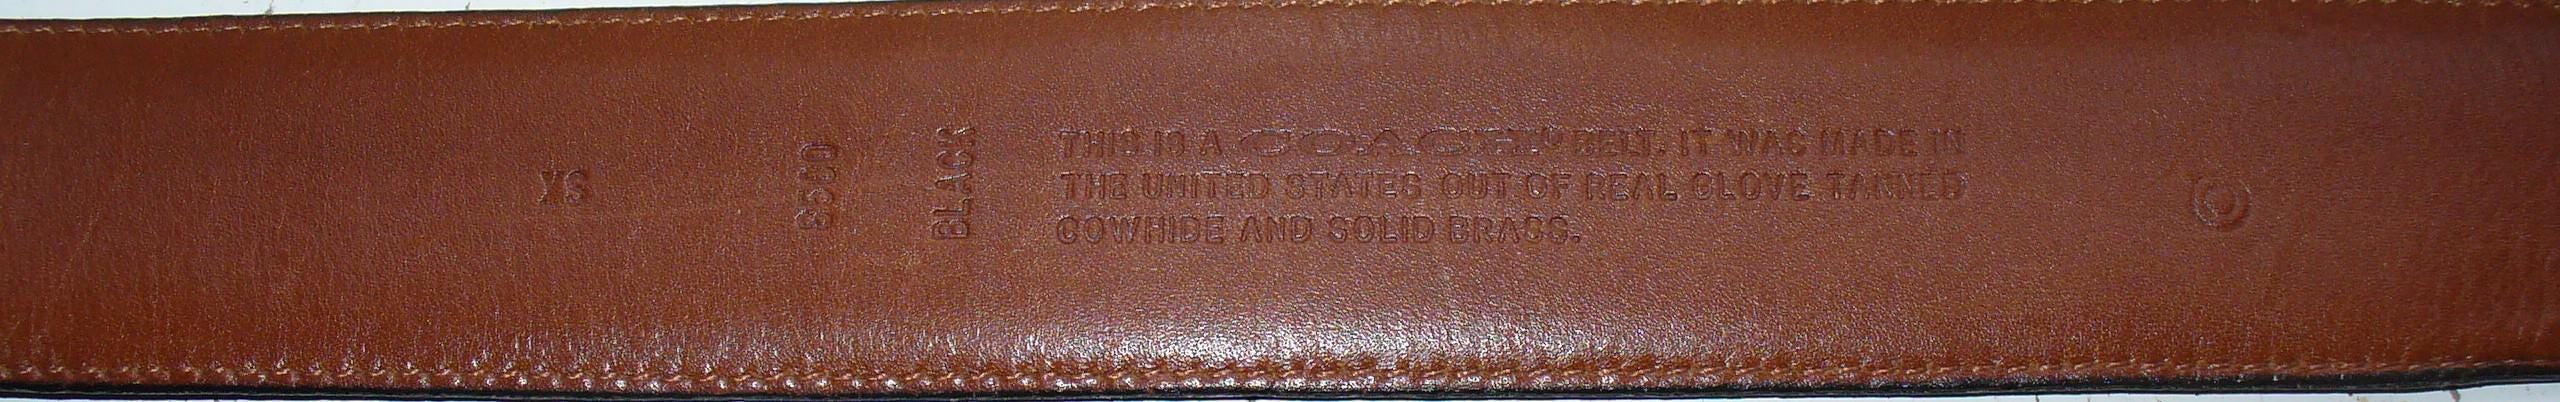 XS
8500
BLACK
THIS IS A COACH® BELT. IT WAS MADE IN
THE UNITED STATES OUT OF REAL GLOVE TANNED
COWHIDE AND SOLID BRASS.